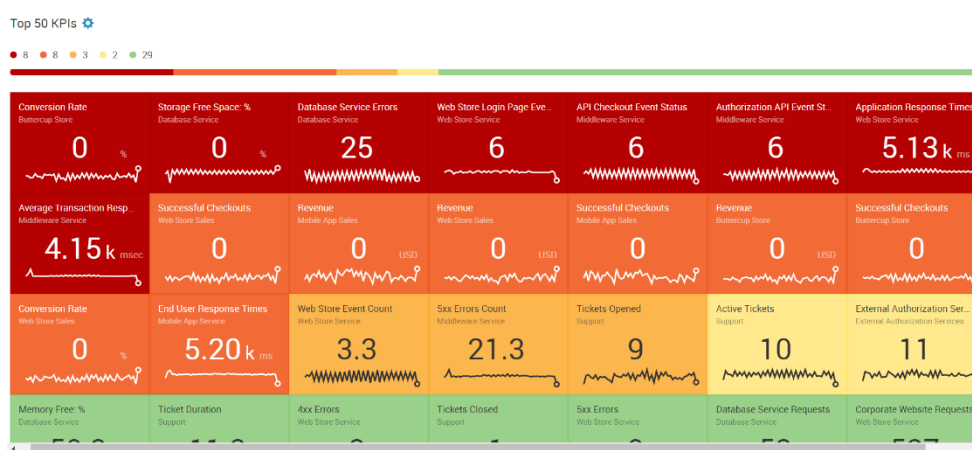 Top 50 KPIs
8 8 3 2 29
Conversion Rate
Buttercup Store
0 %
Storage Free Space: %
Database Service
0 %
Database Service Errors
Database Service
25
Web Store Login Page Eve...
Web Store Service
6
API Checkout Event Status
Middleware Service
6
Authorization API Event St...
Middleware Service
6
Application Response Times
Web Store Service
5.13 k ms
Average Transaction Resp...
Middleware Service
4.15 k msec
Successful Checkouts
Web Store Sales
0
Revenue
Mobile App Sales
0 USD
Revenue
Web Store Sales
0 USD
Successful Checkouts
Mobile App Sales
0
Revenue
Buttercup Store
0 USD
Successful Checkouts
Buttercup Store
0
Conversion Rate
Web Store Sales
0 %
End User Response Times
Mobile App Service
5.20 k ms
Web Store Event Count
Web Store Service
3.3
5xx Errors Count
Middleware Service
21.3
Tickets Opened
Support
9
Active Tickets
Support
10
External Authorization Ser...
External Authorization Services
11
Memory Free: %
Database Service
Ticket Duration
Support
4xx Errors
Web Store Service
Tickets Closed
Support
5xx Errors
Web Store Service
Database Service Requests
Database Service
Corporate Website Requests
Web Store Service